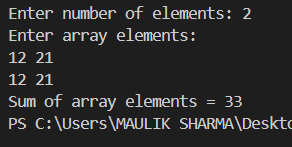 Enter number of elements: 2
Enter array elements:
12 21
12 21
Sum of array elements = 33
PS C:\Users\MAULIK SHARMA\Deskto